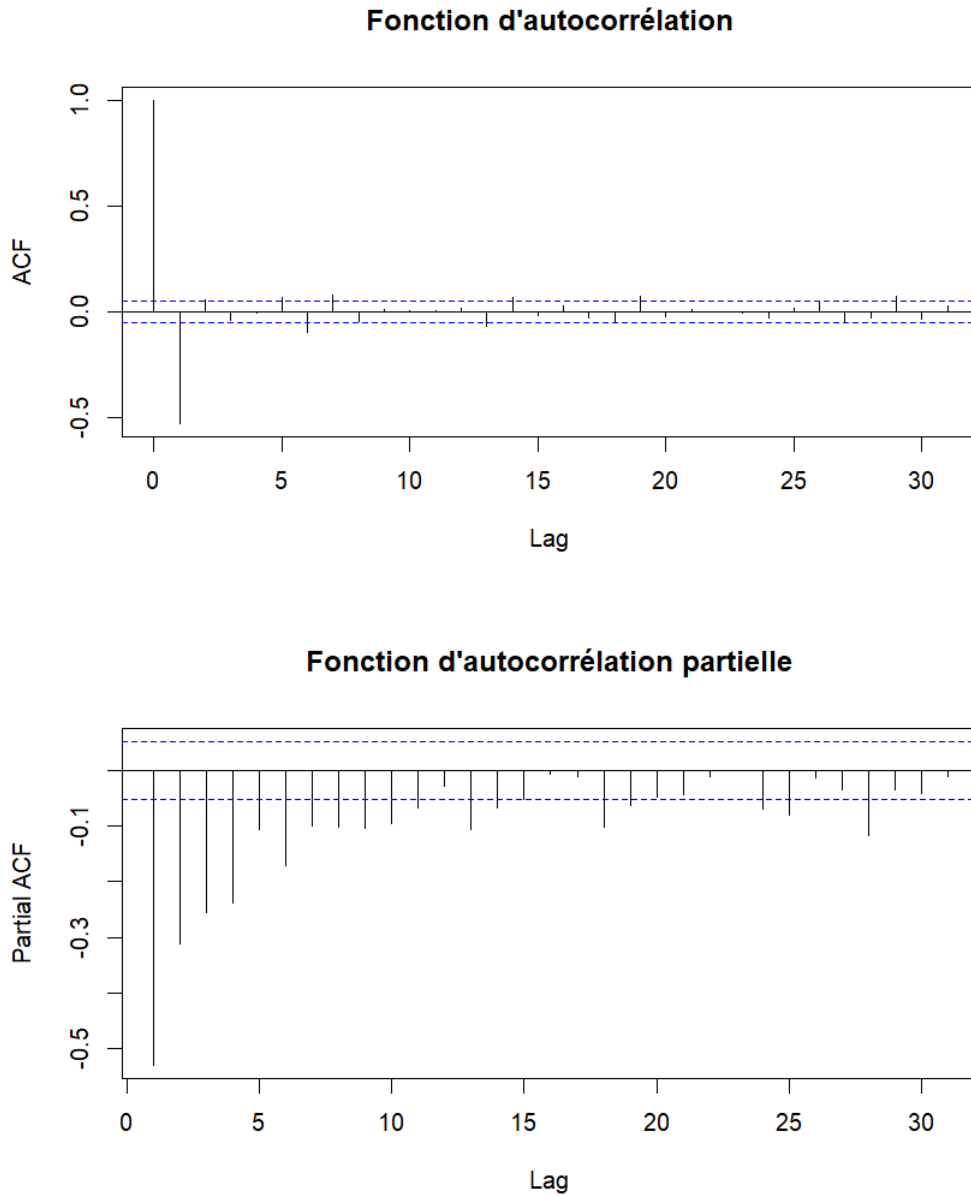 Fonction d'autocorrélation
ACF
1.0
0.5
0.0
-0.5
0 5 10 15 20 25 30
Lag
Fonction d'autocorrélation partielle
Partial ACF
-0.1
-0.3
-0.5
0 5 10 15 20 25 30
Lag